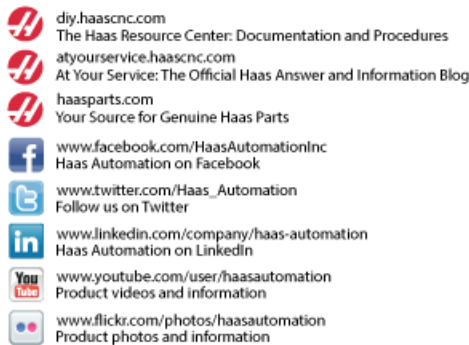 diy.haascnc.com
The Haas Resource Center: Documentation and Procedures
atyourservice.haascnc.com
At Your Service: The Official Haas Answer and Information Blog
haasparts.com
Your Source for Genuine Haas Parts
www.facebook.com/HaasAutomationInc
Haas Automation on Facebook
www.twitter.com/Haas_Automation
Follow us on Twitter
www.linkedin.com/company/haas-automation
Haas Automation on LinkedIn
You
Tube
www.youtube.com/user/haasautomation
Product videos and information
www.flickr.com/photos/haasautomation
Product photos and information